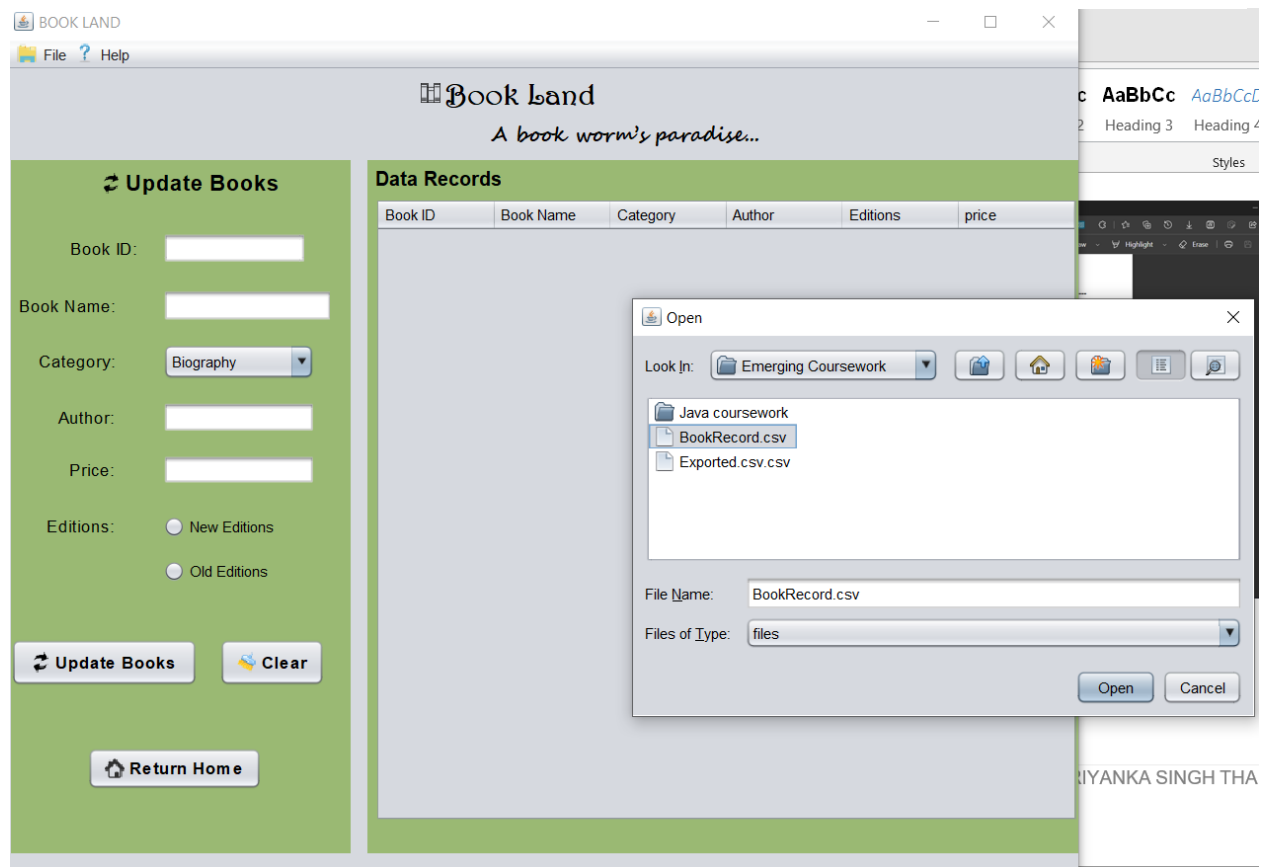 BOOK LAND
File ? Help
Book Land
A book worm's paradise...
Update Books
Book ID:
Book Name:
Category:
Biography
Author:
Price:
Editions:
New Editions
Old Editions
Update Books
Clear
Return Home
Data Records
Book ID Book Name Category Author Editions price
Open
Look In:
Emerging Coursework
Java coursework
BookRecord.csv
Exported.csv.csv
File Name:
BookRecord.csv
Files of Type:
files
Open
Cancel
AaBbCc
2 Heading 3 Heading 4
Styles
Highlight Erase
RIYANKA SINGH THA